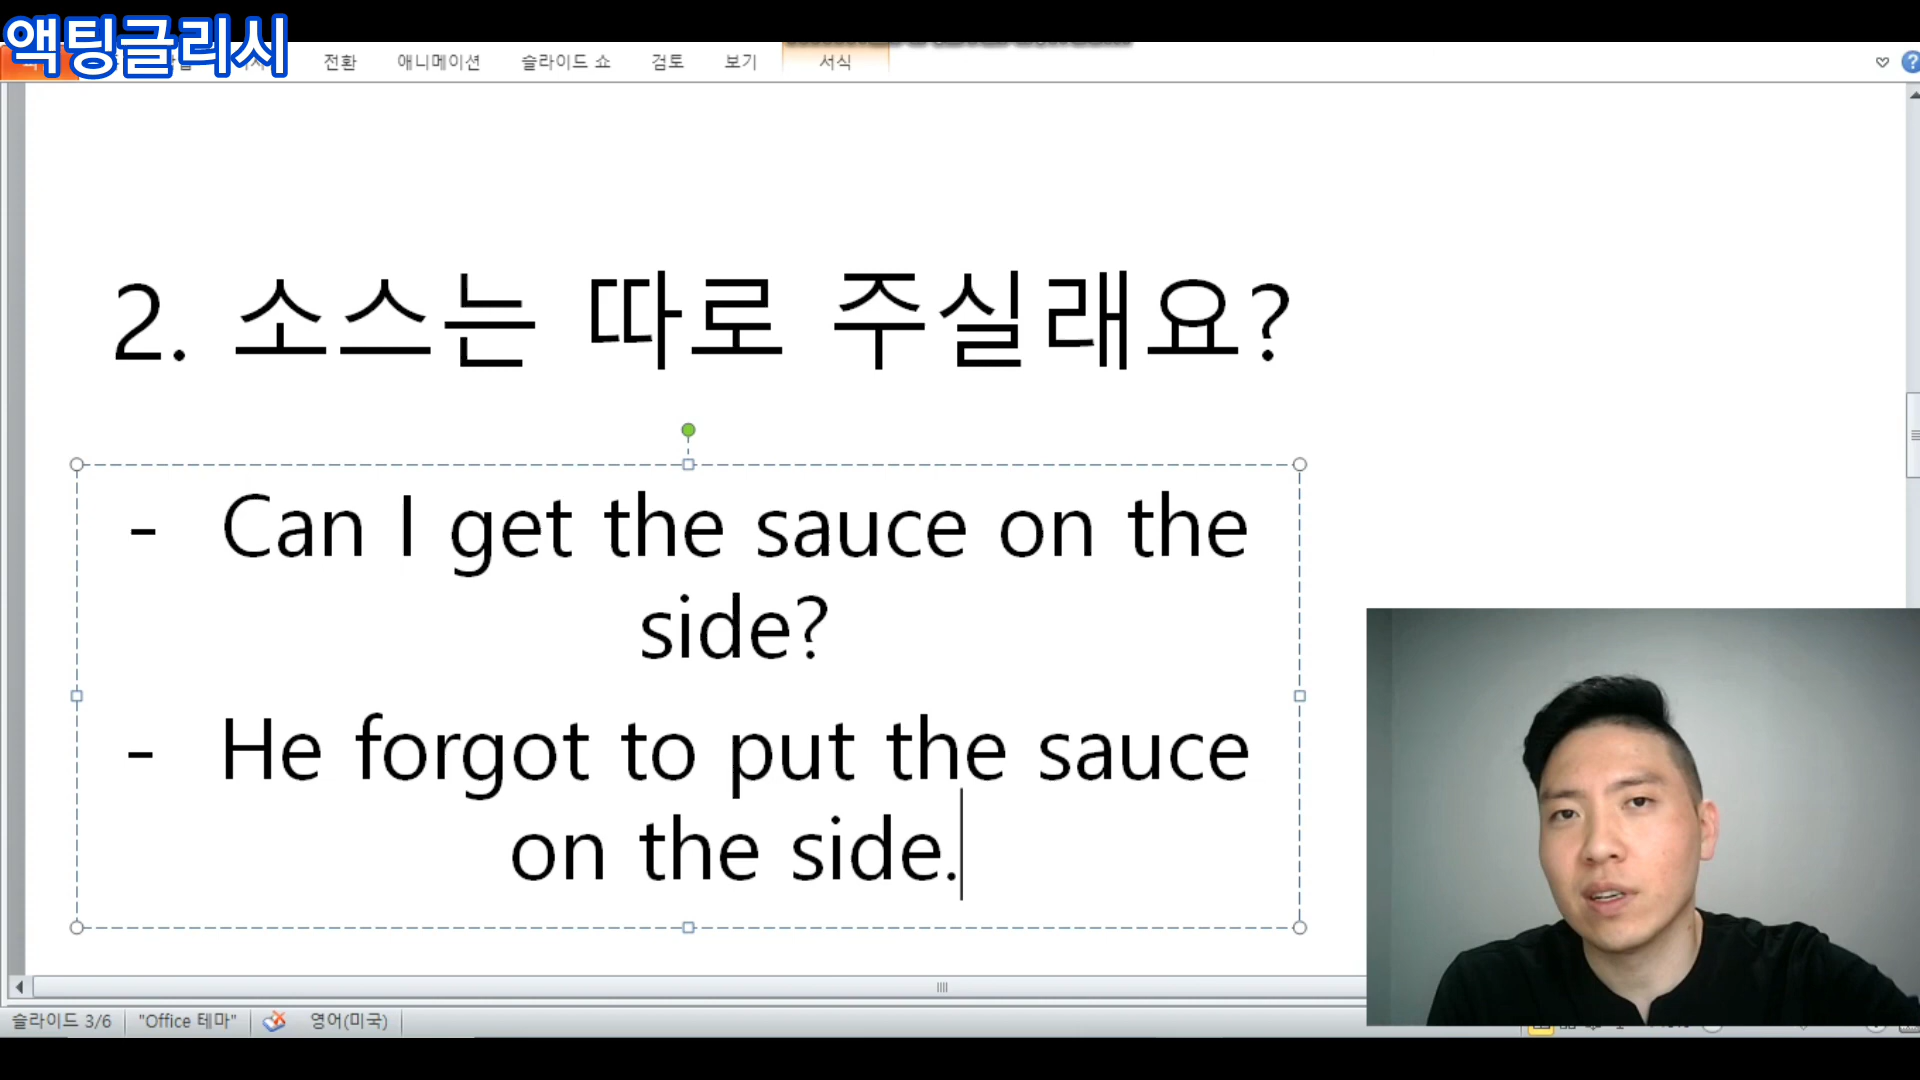 액팅글리시
전환 애니메이션 슬라이드 쇼 검토 보기 서식
2. 소스는 따로 주실래요?
- Can I get the sauce on the
side?
- He forgot to put the sauce
on the side.
슬라이드 3/6 "Office 테마" 영어(미국)